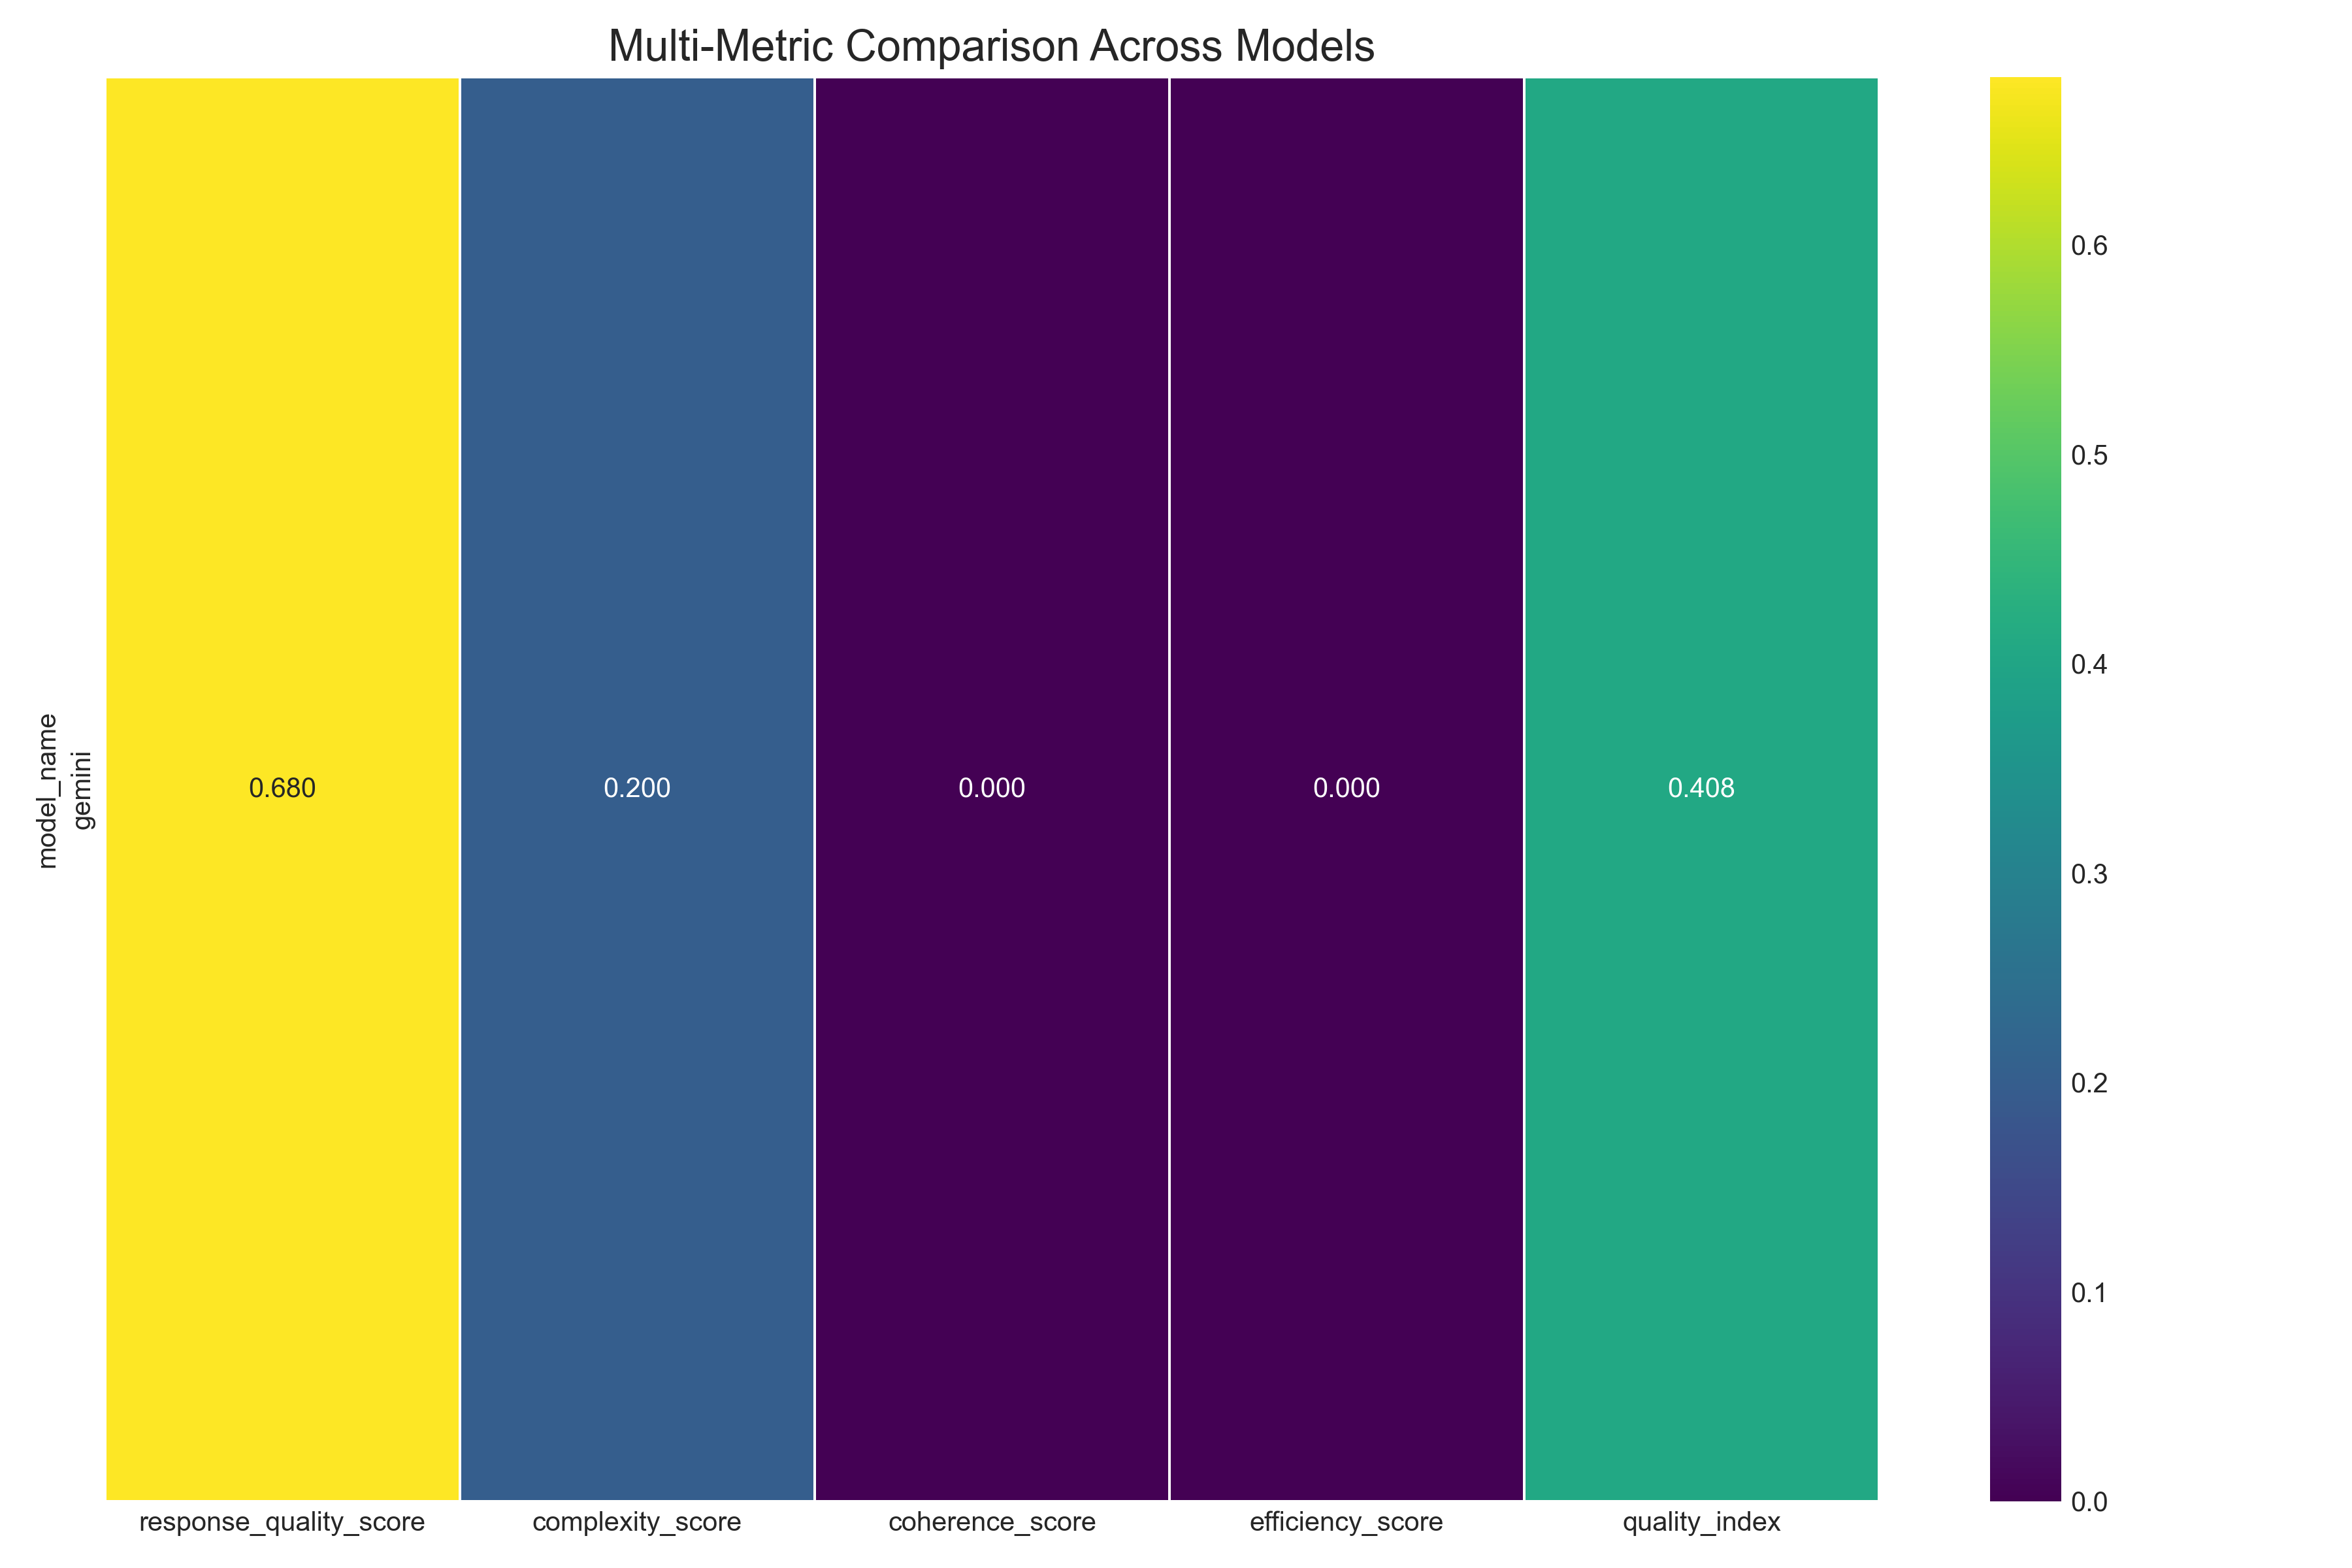 Multi-Metric Comparison Across Models
model_name
gemini
0.680
0.200
0.000
0.000
0.408
response_quality_score
complexity_score
coherence_score
efficiency_score
quality_index
0.6
0.5
0.4
0.3
0.2
0.1
0.0